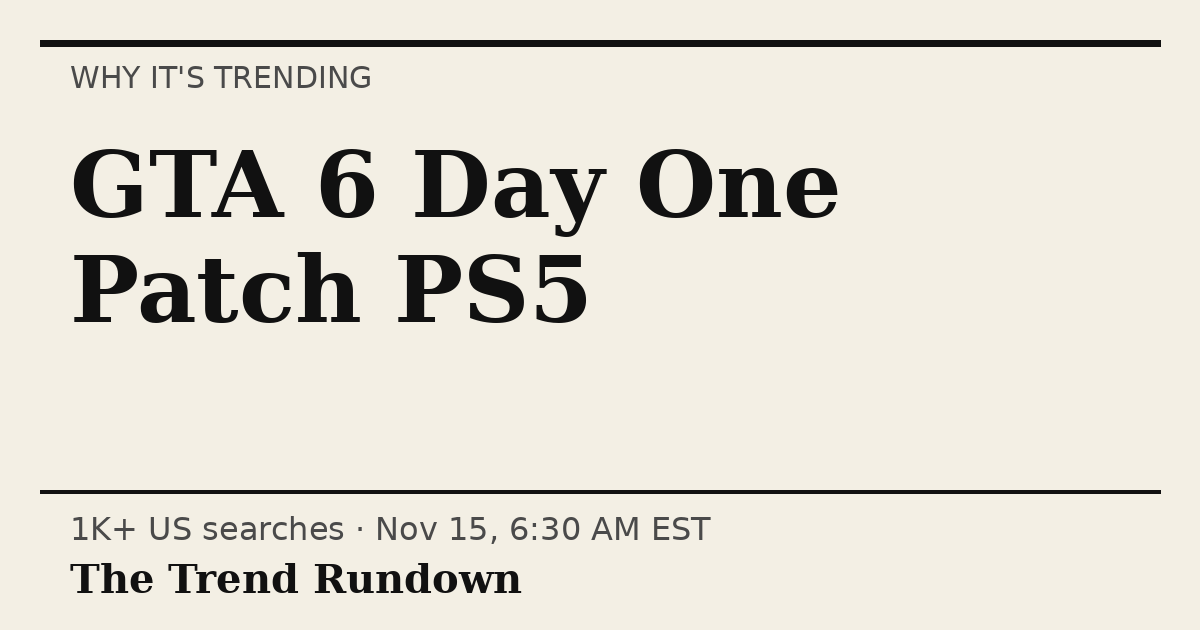 WHY IT'S TRENDING
GTA 6 Day One
Patch PS5
1K+ US searches · Nov 15, 6:30 AM EST
The Trend Rundown